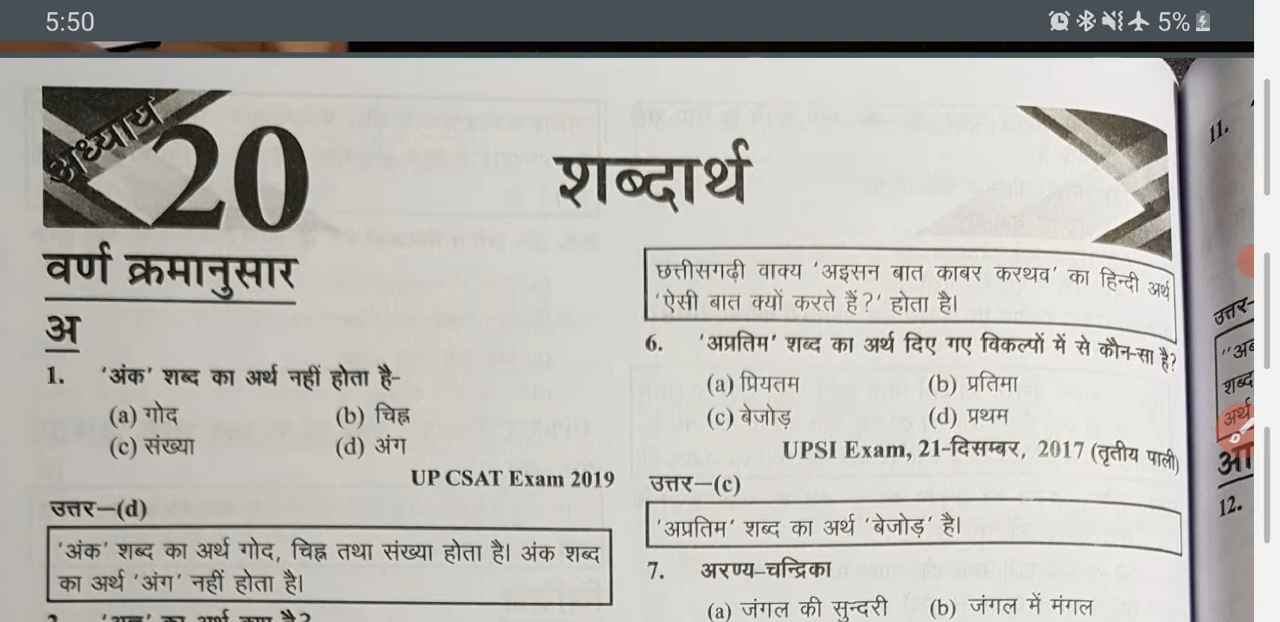 5:50
5%
अध्याय
20
शब्दार्थ
वर्ण क्रमानुसार
अ
1. 'अंक' शब्द का अर्थ नहीं होता है-
(a) गोद (b) चिह्न
(c) संख्या (d) अंग
UP CSAT Exam 2019
उत्तर–(d)
'अंक' शब्द का अर्थ गोद, चिह्न तथा संख्या होता है। अंक शब्द
का अर्थ 'अंग' नहीं होता है।
छत्तीसगढ़ी वाक्य 'अइसन बात काबर करथव' का हिन्दी अर्थ
'ऐसी बात क्यों करते हैं?' होता है।
6. 'अप्रतिम' शब्द का अर्थ दिए गए विकल्पों में से कौन-सा है?
(a) प्रियतम (b) प्रतिमा
(c) बेजोड़ (d) प्रथम
UPSI Exam, 21-दिसम्बर, 2017 (तृतीय पाली)
उत्तर–(c)
'अप्रतिम' शब्द का अर्थ 'बेजोड़' है।
7. अरण्य-चन्द्रिका
(a) जंगल की सुन्दरी (b) जंगल में मंगल
11.
उत्तर–
शब्द
अर्थ
12.